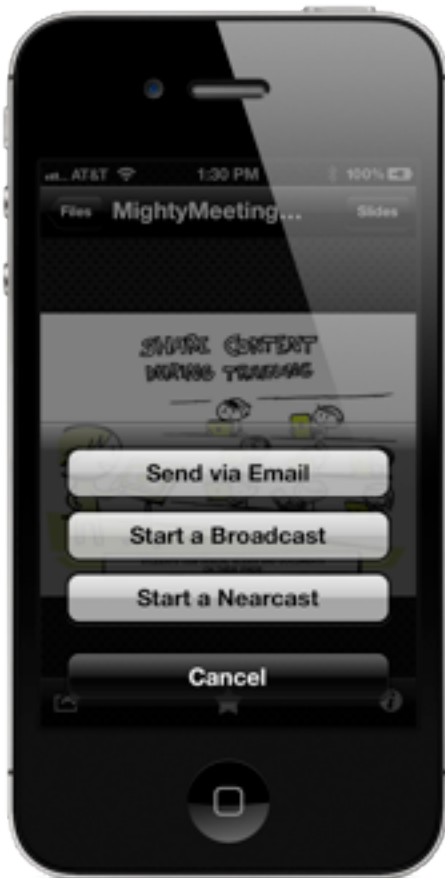 AT&T 1:30 PM 100%
Files MightyMeeting... Slides
SHARE CONTENT
DURING TRAINING
Send via Email
Start a Broadcast
Start a Nearcast
Cancel